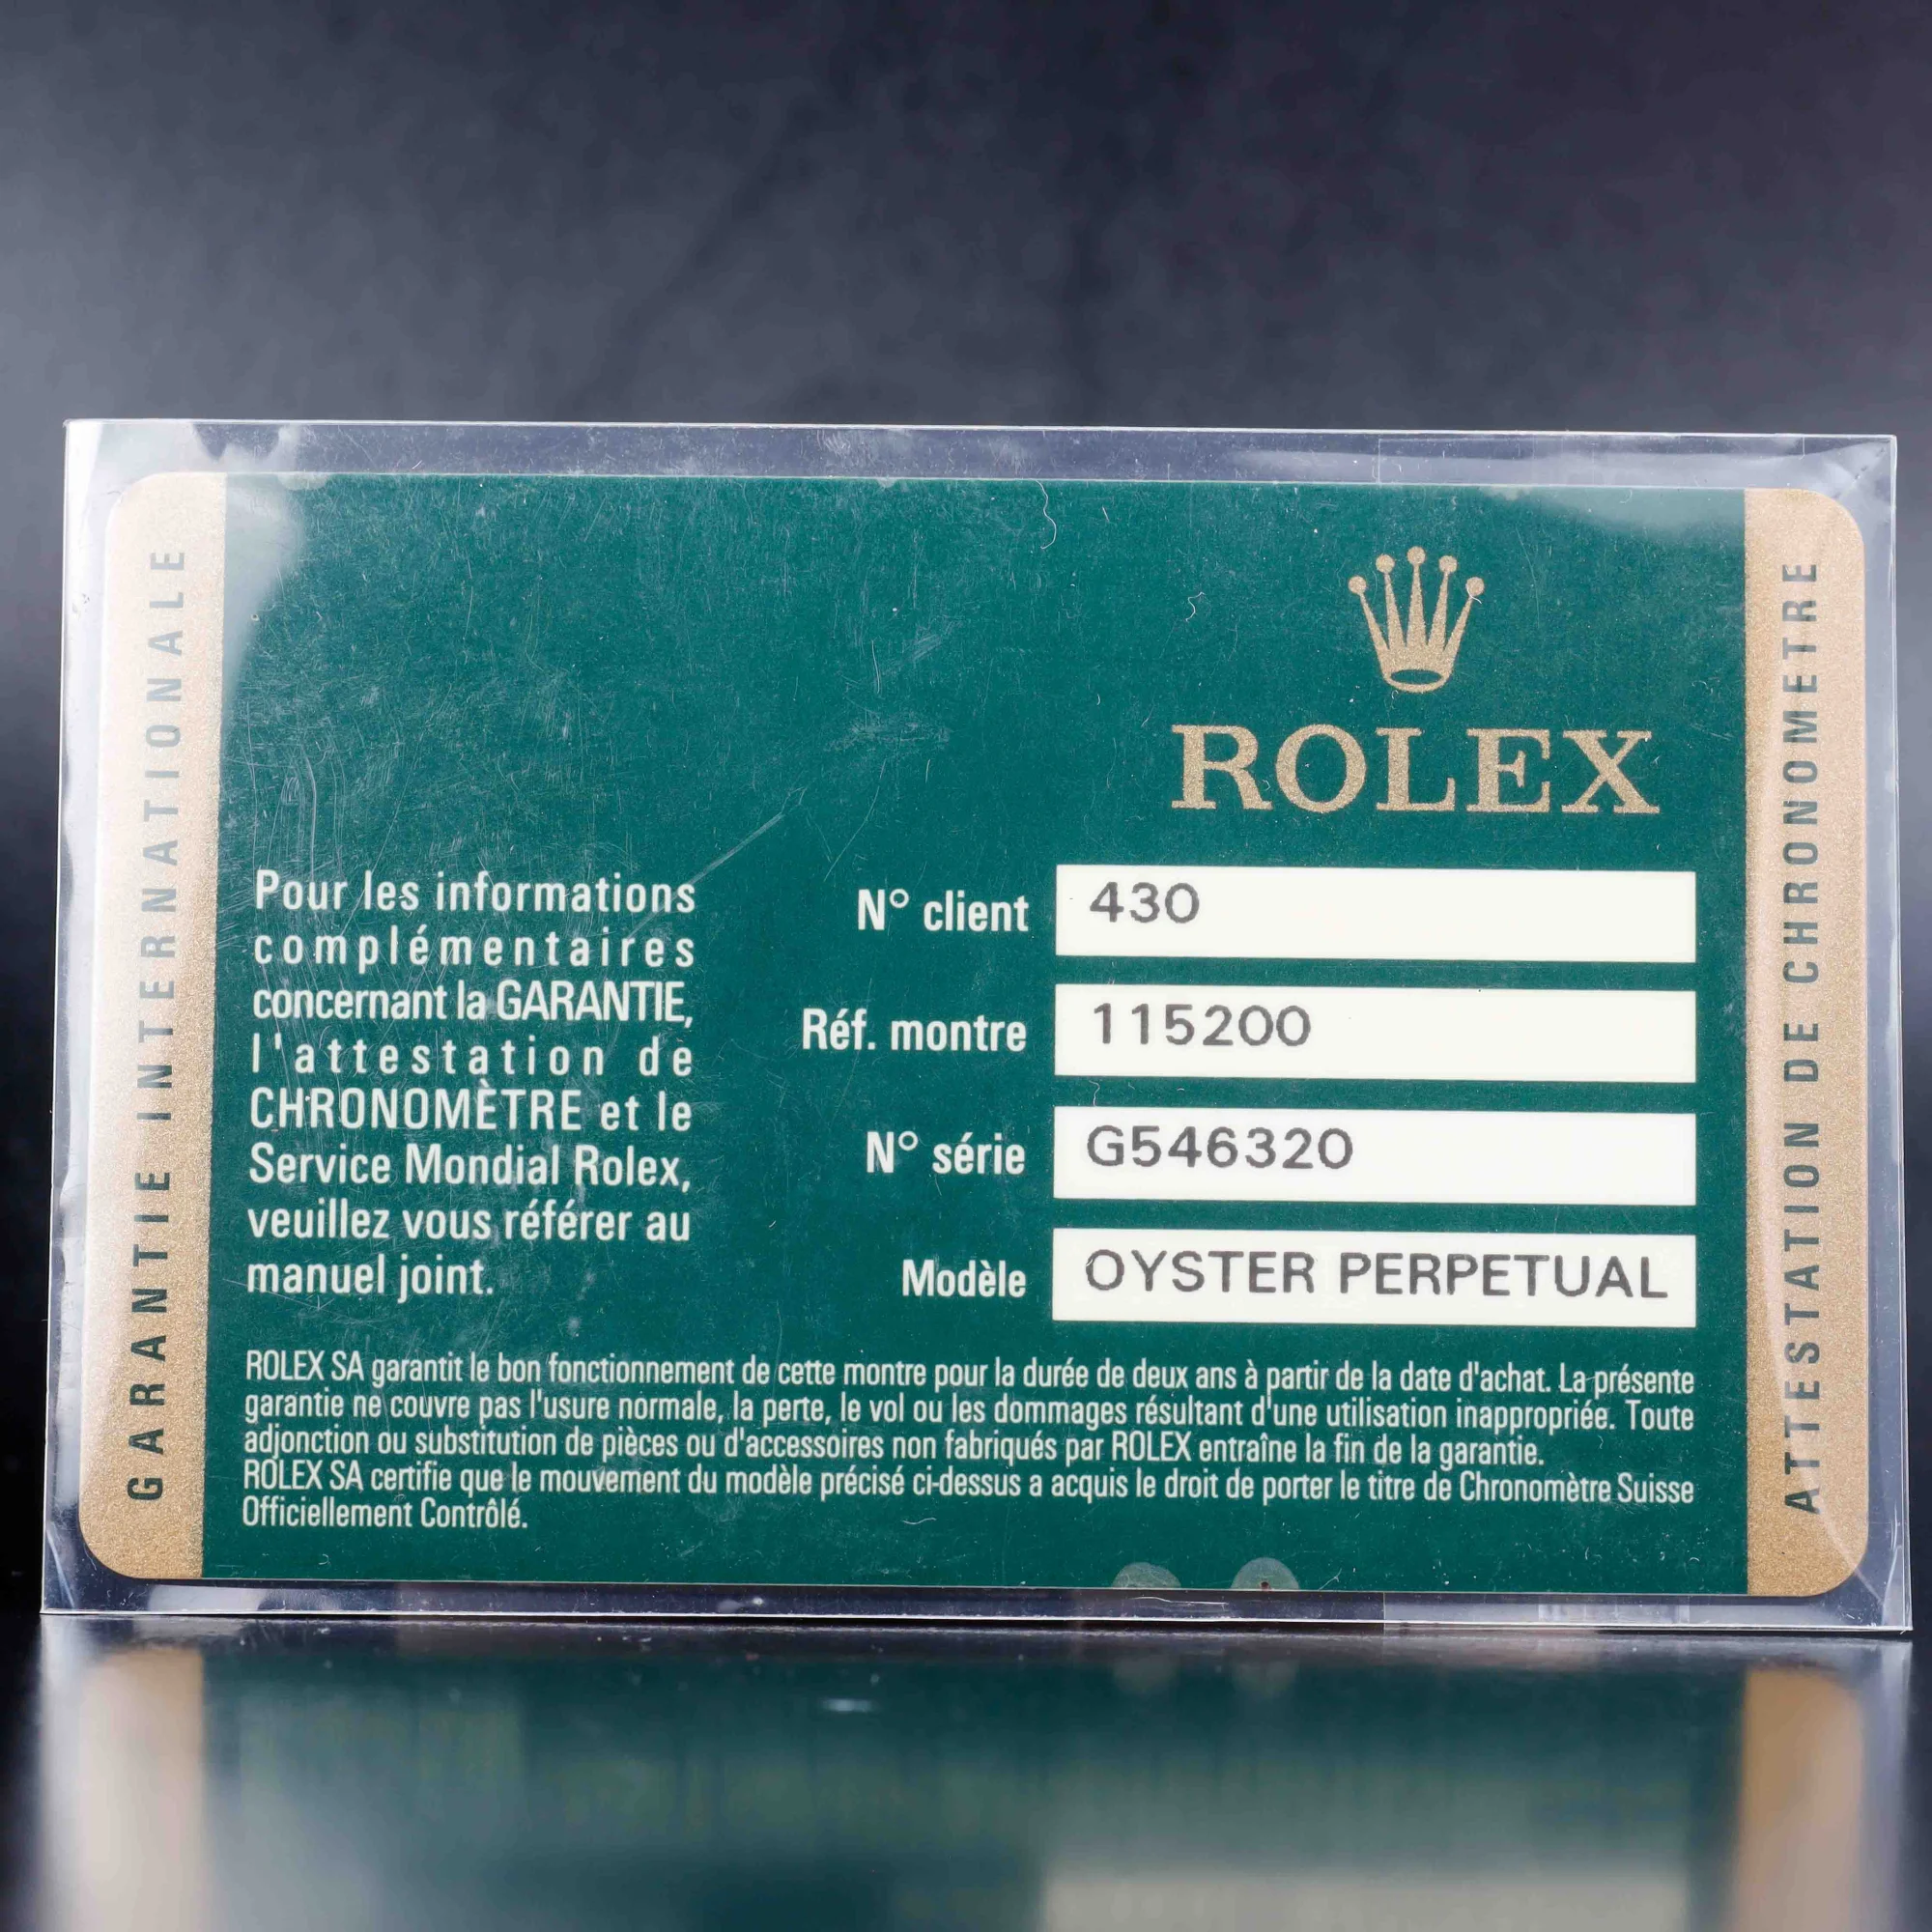 GARANTIE INTERNATIONALE
ROLEX
Pour les informations
complémentaires
concernant la GARANTIE,
l'attestation de
CHRONOMÈTRE et le
Service Mondial Rolex,
veuillez vous référer au
manuel joint.
N° client 430
Réf. montre 115200
N° série G546320
Modèle OYSTER PERPETUAL
ROLEX SA garantit le bon fonctionnement de cette montre pour la durée de deux ans à partir de la date d'achat. La présente
garantie ne couvre pas l'usure normale, la perte, le vol ou les dommages résultant d'une utilisation inappropriée. Toute
adjonction ou substitution de pièces ou d'accessoires non fabriqués par ROLEX entraîne la fin de la garantie.
ROLEX SA certifie que le mouvement du modèle précisé ci-dessus a acquis le droit de porter le titre de Chronomètre Suisse
Officiellement Contrôlé.
ATTESTATION DE CHRONOMETRE